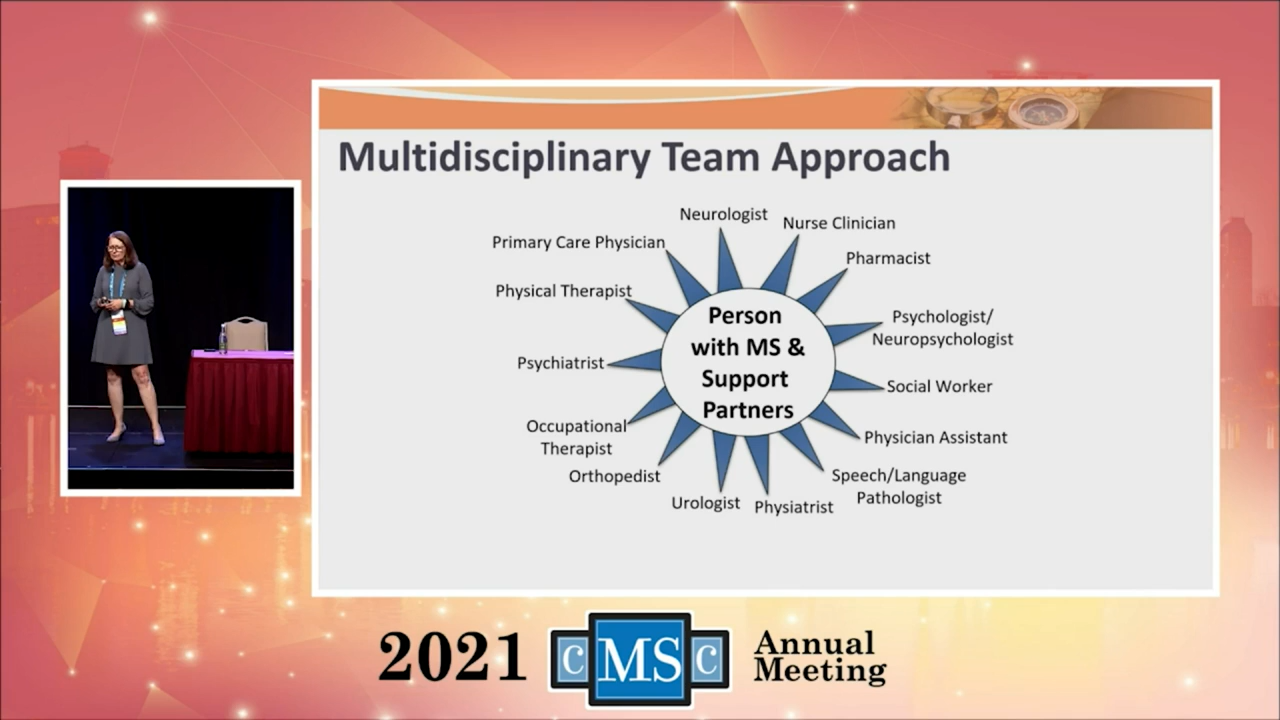 Multidisciplinary Team Approach
Neurologist
Nurse Clinician
Primary Care Physician
Pharmacist
Physical Therapist
Psychologist/
Neuropsychologist
Person
with MS &
Support
Partners
Psychiatrist
Social Worker
Occupational
Therapist
Physician Assistant
Orthopedist
Speech/Language
Pathologist
Urologist
Physiatrist
2021
C MS C
Annual
Meeting